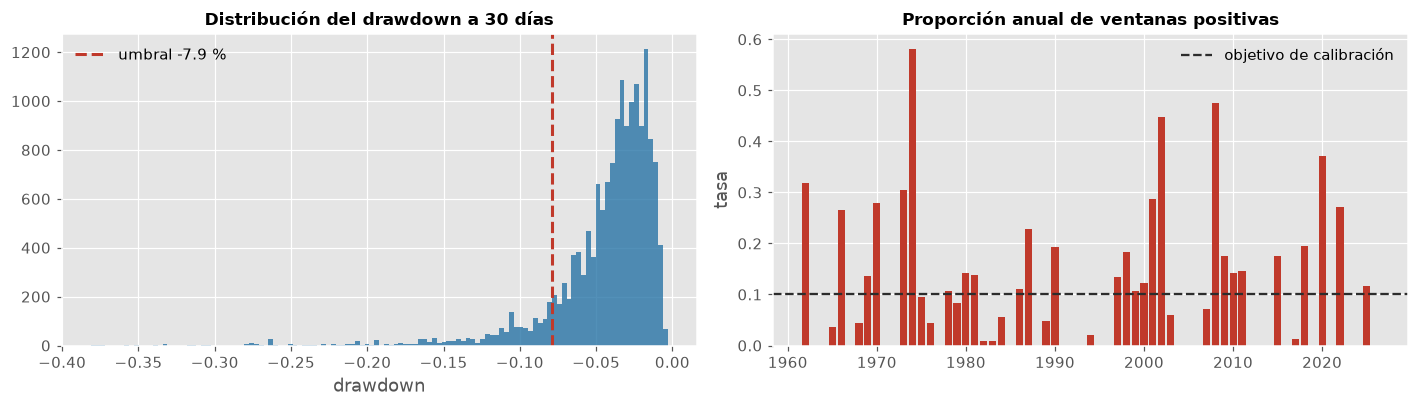 Distribución del drawdown a 30 días
umbral -7.9 %
1200
1000
800
600
400
200
0
−0.40 −0.35 −0.30 −0.25 −0.20 −0.15 −0.10 −0.05 0.00
drawdown
Proporción anual de ventanas positivas
objetivo de calibración
0.6
0.5
0.4
0.3
0.2
0.1
0.0
tasa
1960 1970 1980 1990 2000 2010 2020